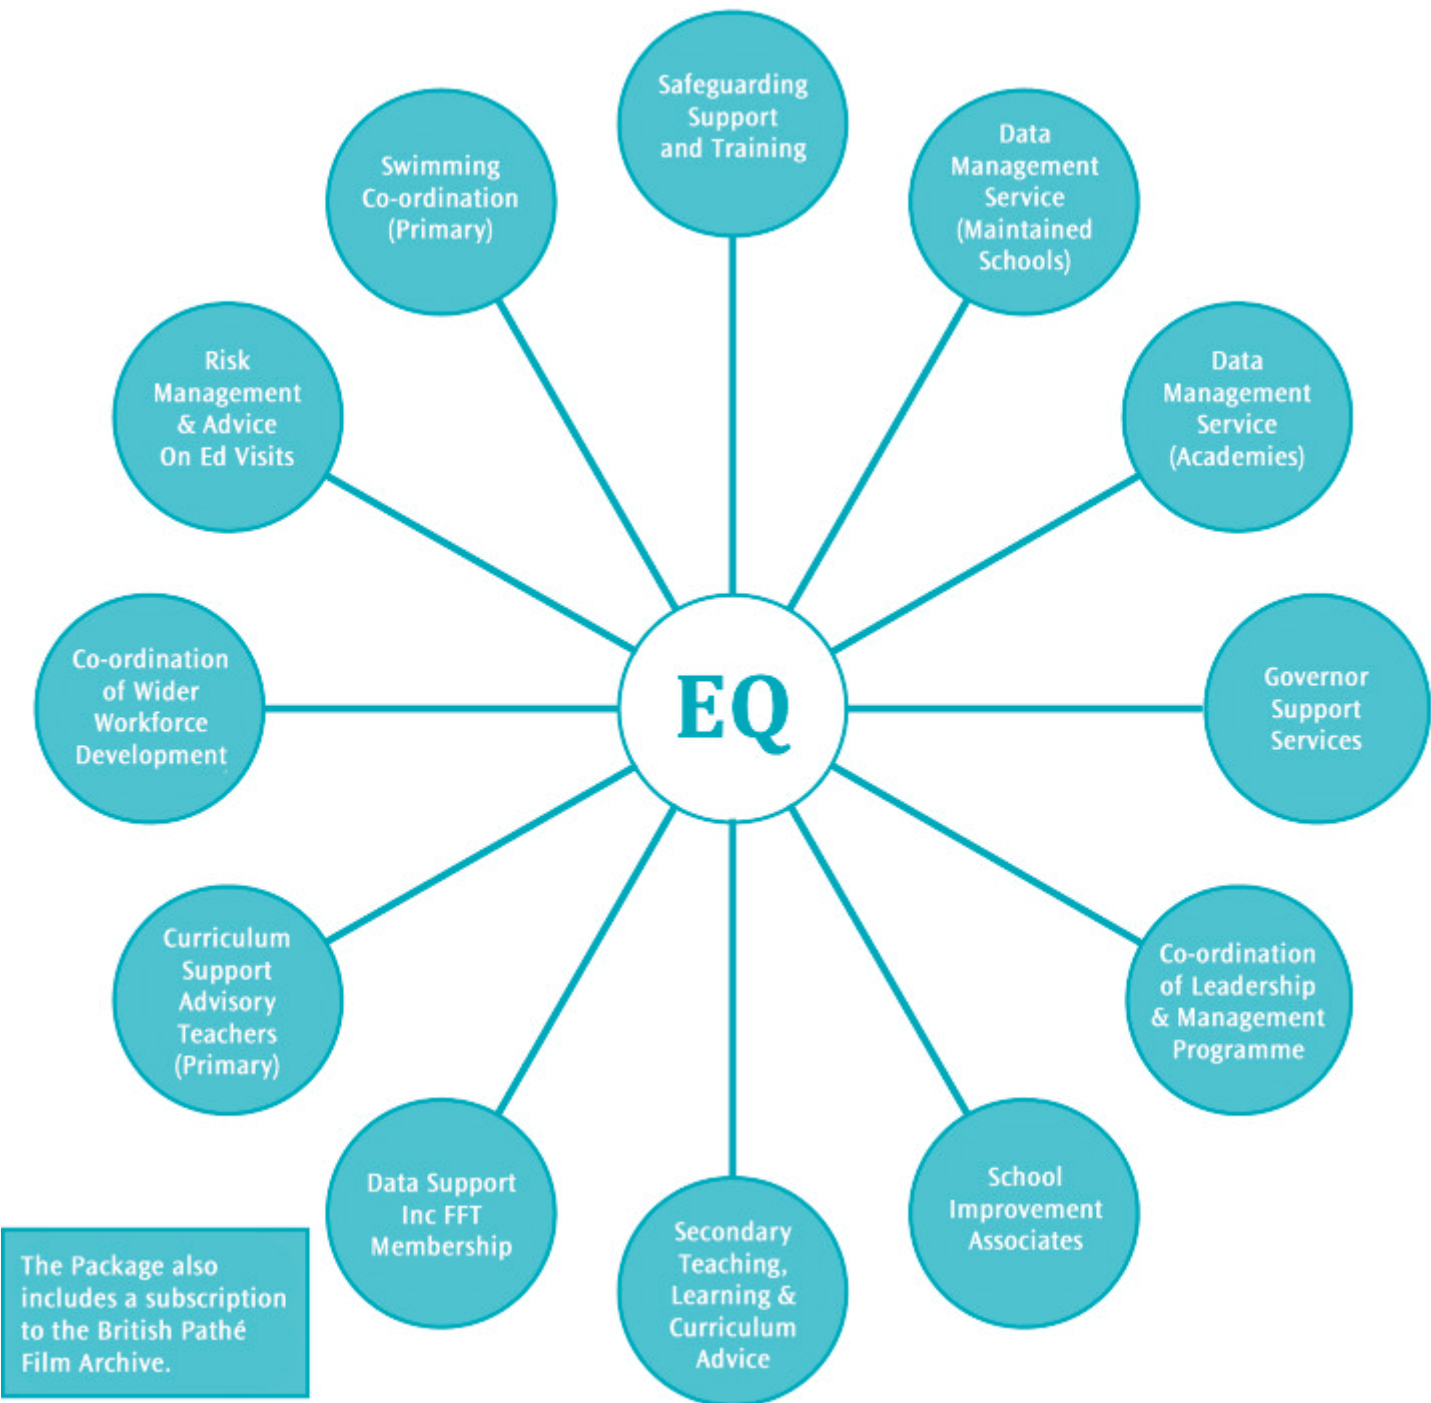 Safeguarding
Support
and Training
Data
Management
Service
(Maintained
Schools)
Data
Management
Service
(Academies)
Governor
Support
Services
Co-ordination
of Leadership
& Management
Programme
School
Improvement
Associates
Secondary
Teaching,
Learning &
Curriculum
Advice
Data Support
Inc FFT
Membership
Curriculum
Support
Advisory
Teachers
(Primary)
Co-ordination
of Wider
Workforce
Development
Risk
Management
& Advice
On Ed Visits
Swimming
Co-ordination
(Primary)
EQ
The Package also
includes a subscription
to the British Pathé
Film Archive.